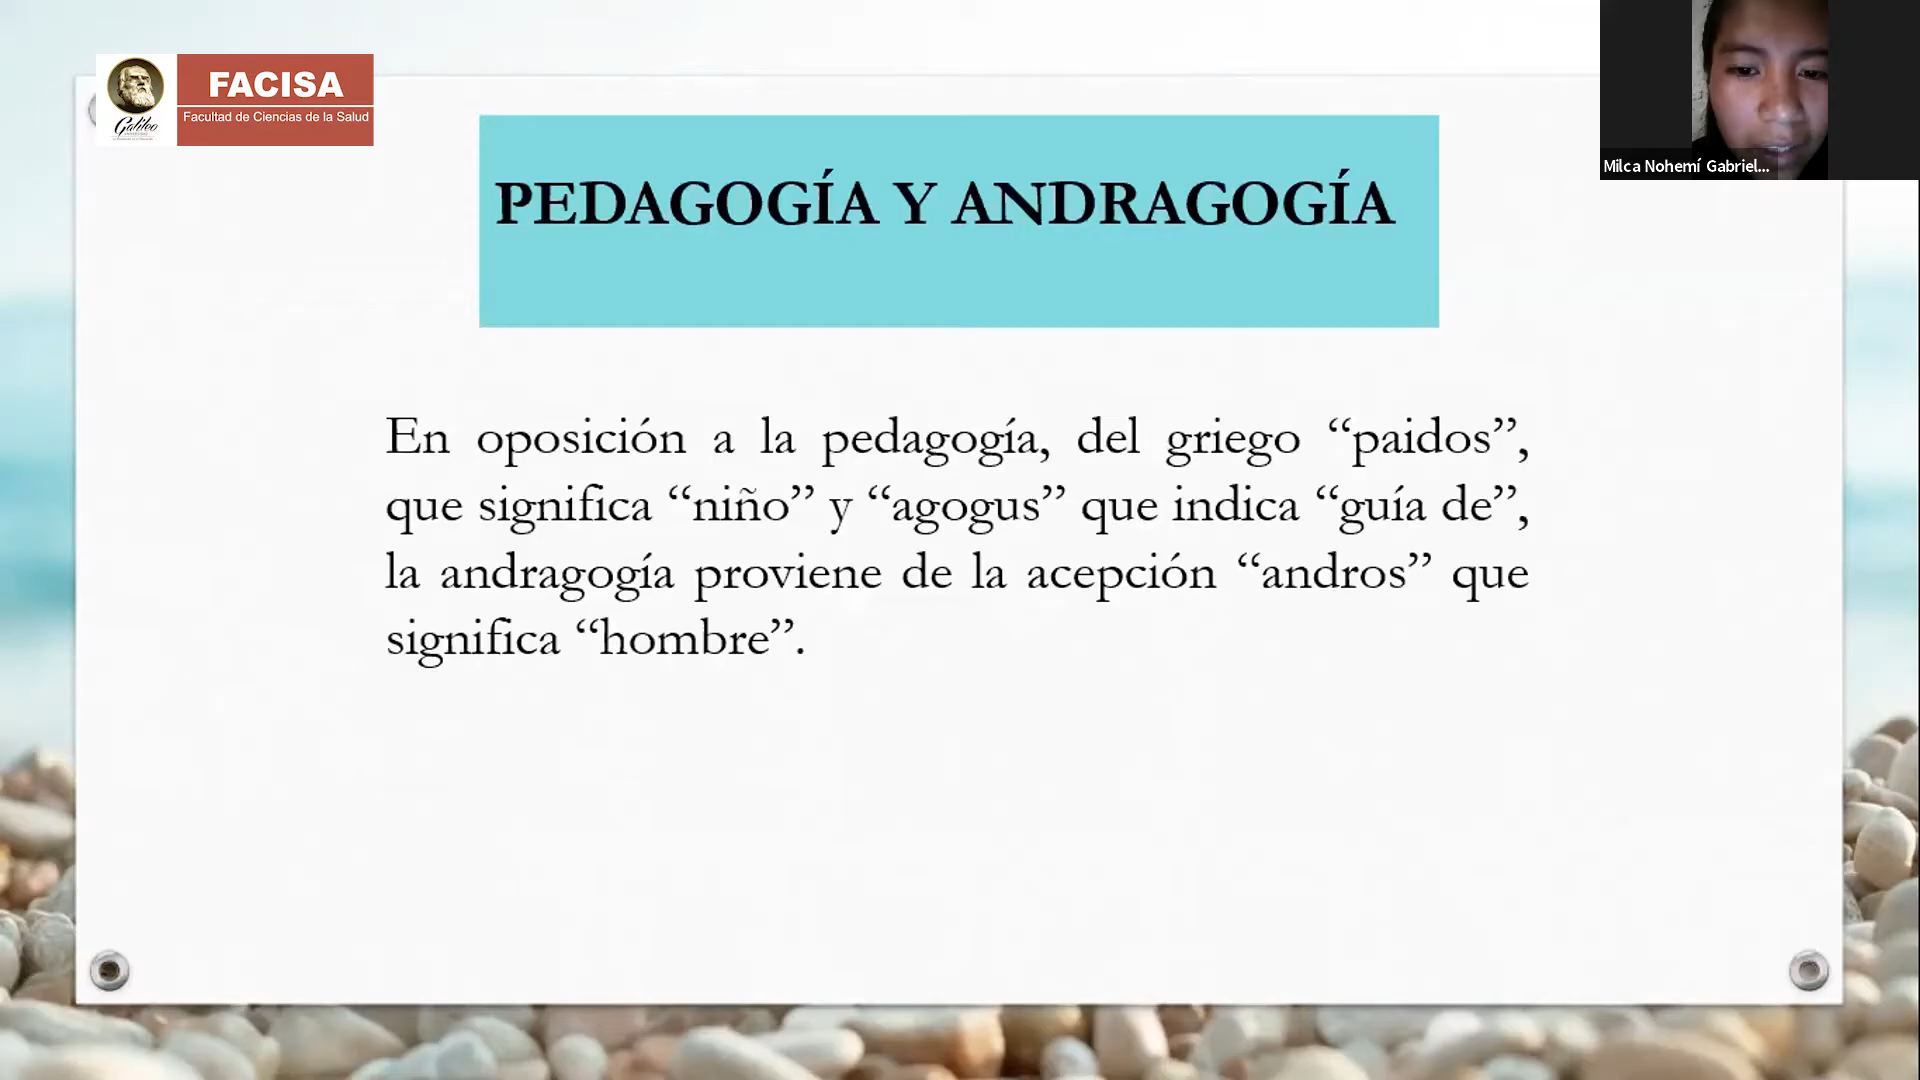 FACISA
Galileo
Facultad de Ciencias de la Salud
Milca Nohemí Gabriel...
PEDAGOGÍA Y ANDRAGOGÍA
En oposición a la pedagogía, del griego “paidos”,
que significa “niño” y “agogus” que indica “guía de”,
la andragogía proviene de la acepción “andros” que
significa “hombre”.